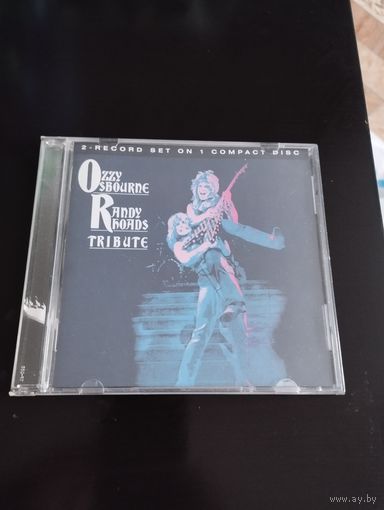 2-RECORD SET ON 1 COMPACT DISC
OZZY
OSBOURNE
RANDY
RHOADS
TRIBUTE
www.ay.by